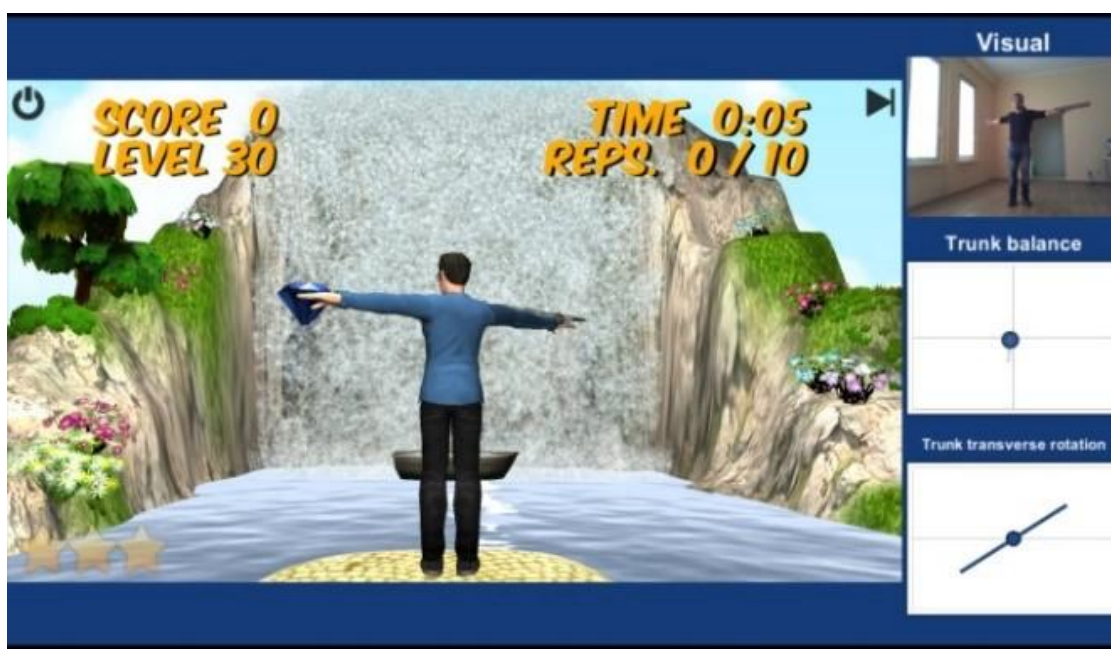 SCORE 0
LEVEL 30
TIME 0:05
REPS. 0 / 10
Visual
Trunk balance
Trunk transverse rotation